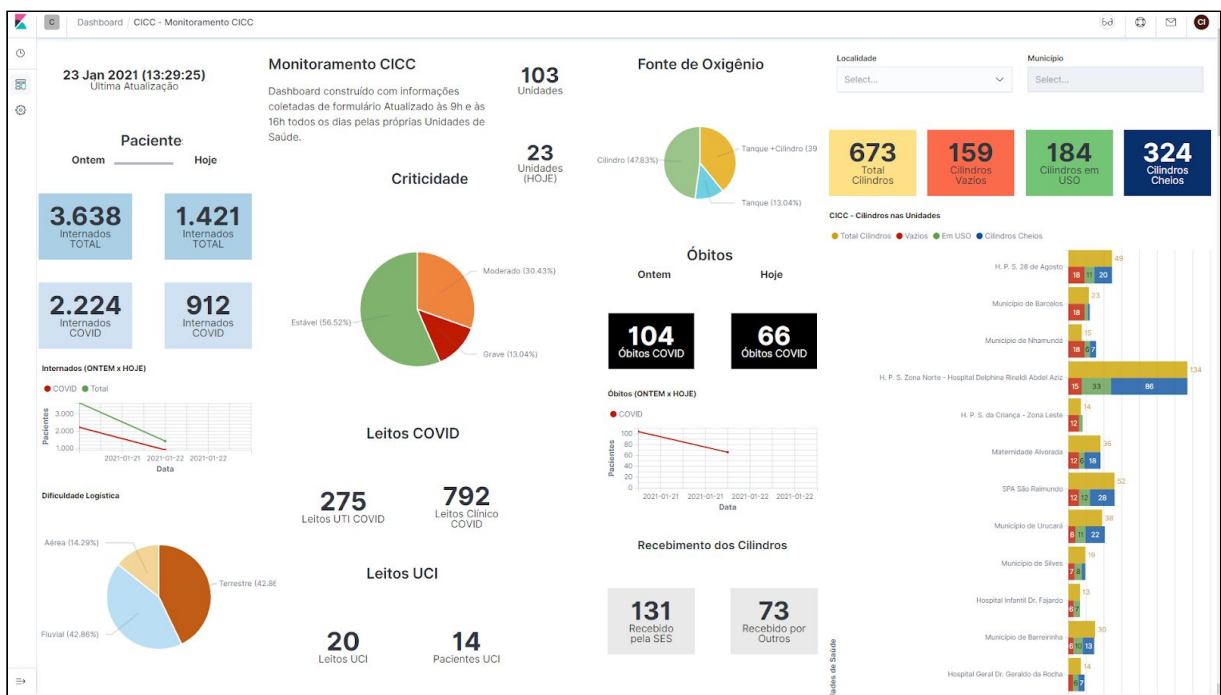 C Dashboard / CICC - Monitoramento CICC
CI
23 Jan 2021 (13:29:25)
Última Atualização
Paciente
Ontem Hoje
3.638
Internados
TOTAL
1.421
Internados
TOTAL
2.224
Internados
COVID
912
Internados
COVID
Internados (ONTEM x HOJE)
COVID Total
Pacientes
3.000
2.000
1.000
2021-01-21 2021-01-22 2021-01-22
Data
Dificuldade Logística
Aérea (14.29%)
Terrestre (42.86
Fluvial (42.86%)
Monitoramento CICC
Dashboard construído com informações
coletadas de formulário Atualizado às 9h e às
16h todos os dias pelas próprias Unidades de
Saúde.
103
Unidades
23
Unidades
(HOJE)
Criticidade
Moderado (30.43%)
Estável (56.52%)
Grave (13.04%)
Leitos COVID
275
Leitos UTI COVID
792
Leitos Clínico
COVID
Leitos UCI
20
Leitos UCI
14
Pacientes UCI
Fonte de Oxigênio
Cilindro (47.83%)
Tanque +Cilindro (39
Tanque (13.04%)
Óbitos
Ontem Hoje
104
Óbitos COVID
66
Óbitos COVID
Óbitos (ONTEM x HOJE)
COVID
Pacientes
100
80
60
40
20
0
2021-01-21 2021-01-21 2021-01-22 2021-01-22
Data
Recebimento dos Cilindros
131
Recebido
pela SES
73
Recebido por
Outros
Localidade
Select...
Município
Select...
673
Total
Cilindros
159
Cilindros
Vazios
184
Cilindros em
USO
324
Cilindros
Cheios
CICC - Cilindros nas Unidades
Total Cilindros Vazios Em USO Cilindros Cheios
H. P. S. 28 de Agosto
49
18 11 20
Município de Barcelos
23
18
Município de Nhamundá
15
18 6 7
H. P. S. Zona Norte - Hospital Delphina Rinaldi Abdel Aziz
134
15 33 86
H. P. S. da Criança - Zona Leste
14
12
Maternidade Alvorada
36
12 6 18
SPA São Raimundo
52
12 12 28
Município de Urucará
38
8 11 22
Município de Silves
19
7 8
Hospital Infantil Dr. Fajardo
13
6 7
Município de Barreirinha
30
6 10 13
Hospital Geral Dr. Geraldo da Rocha
14
6 7
dades de Saúde